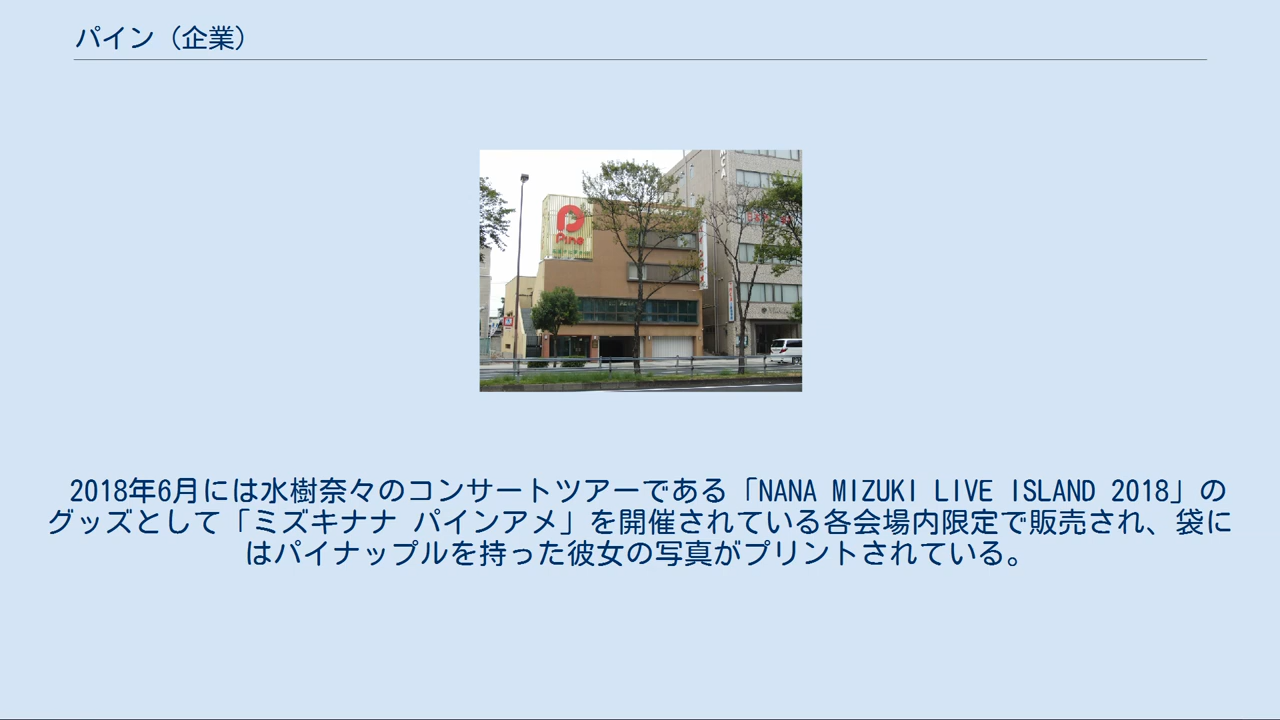 パイン（企業）
Pine
2018年6月には水樹奈々のコンサートツアーである「NANA MIZUKI LIVE ISLAND 2018」の
グッズとして「ミズキナナ パインアメ」を開催されている各会場内限定で販売され、袋に
はパイナップルを持った彼女の写真がプリントされている。